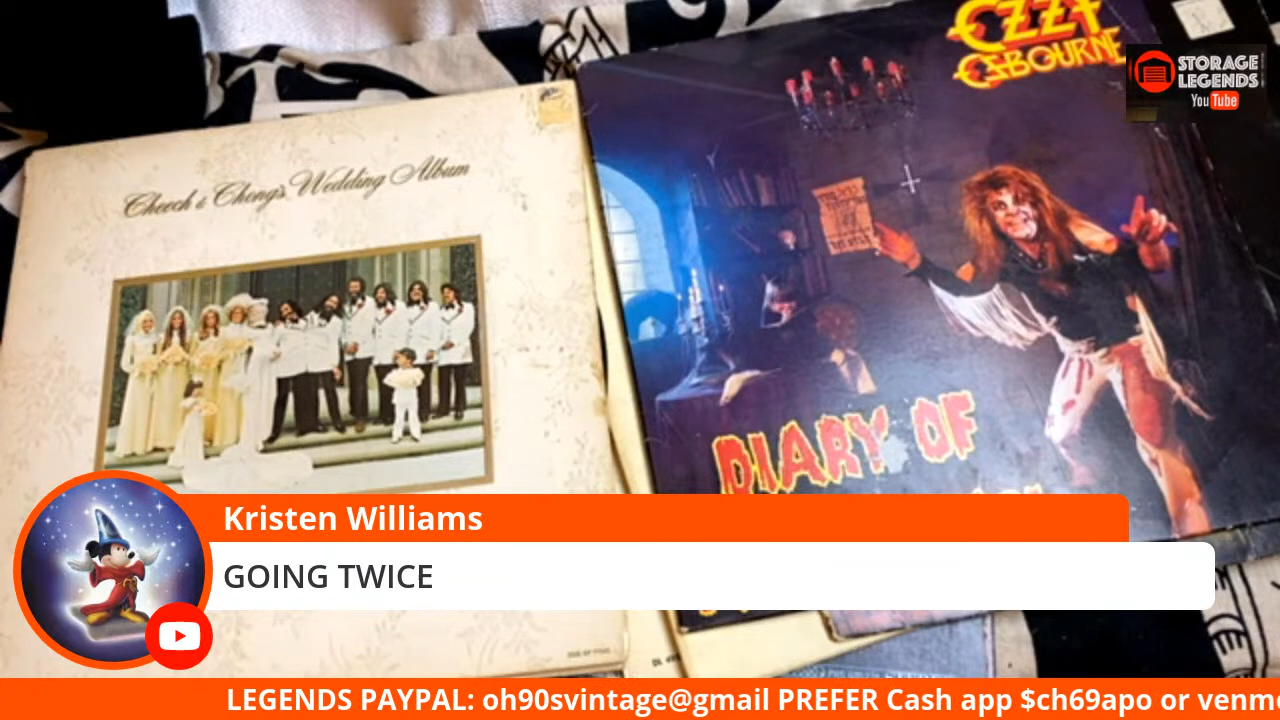 OZZY
OSBOURNE
STORAGE
LEGENDS
YouTube
Cheech & Chong's Wedding Album
DIARY OF
Kristen Williams
GOING TWICE
LEGENDS PAYPAL: oh90svintage@gmail PREFER Cash app $ch69apo or venm